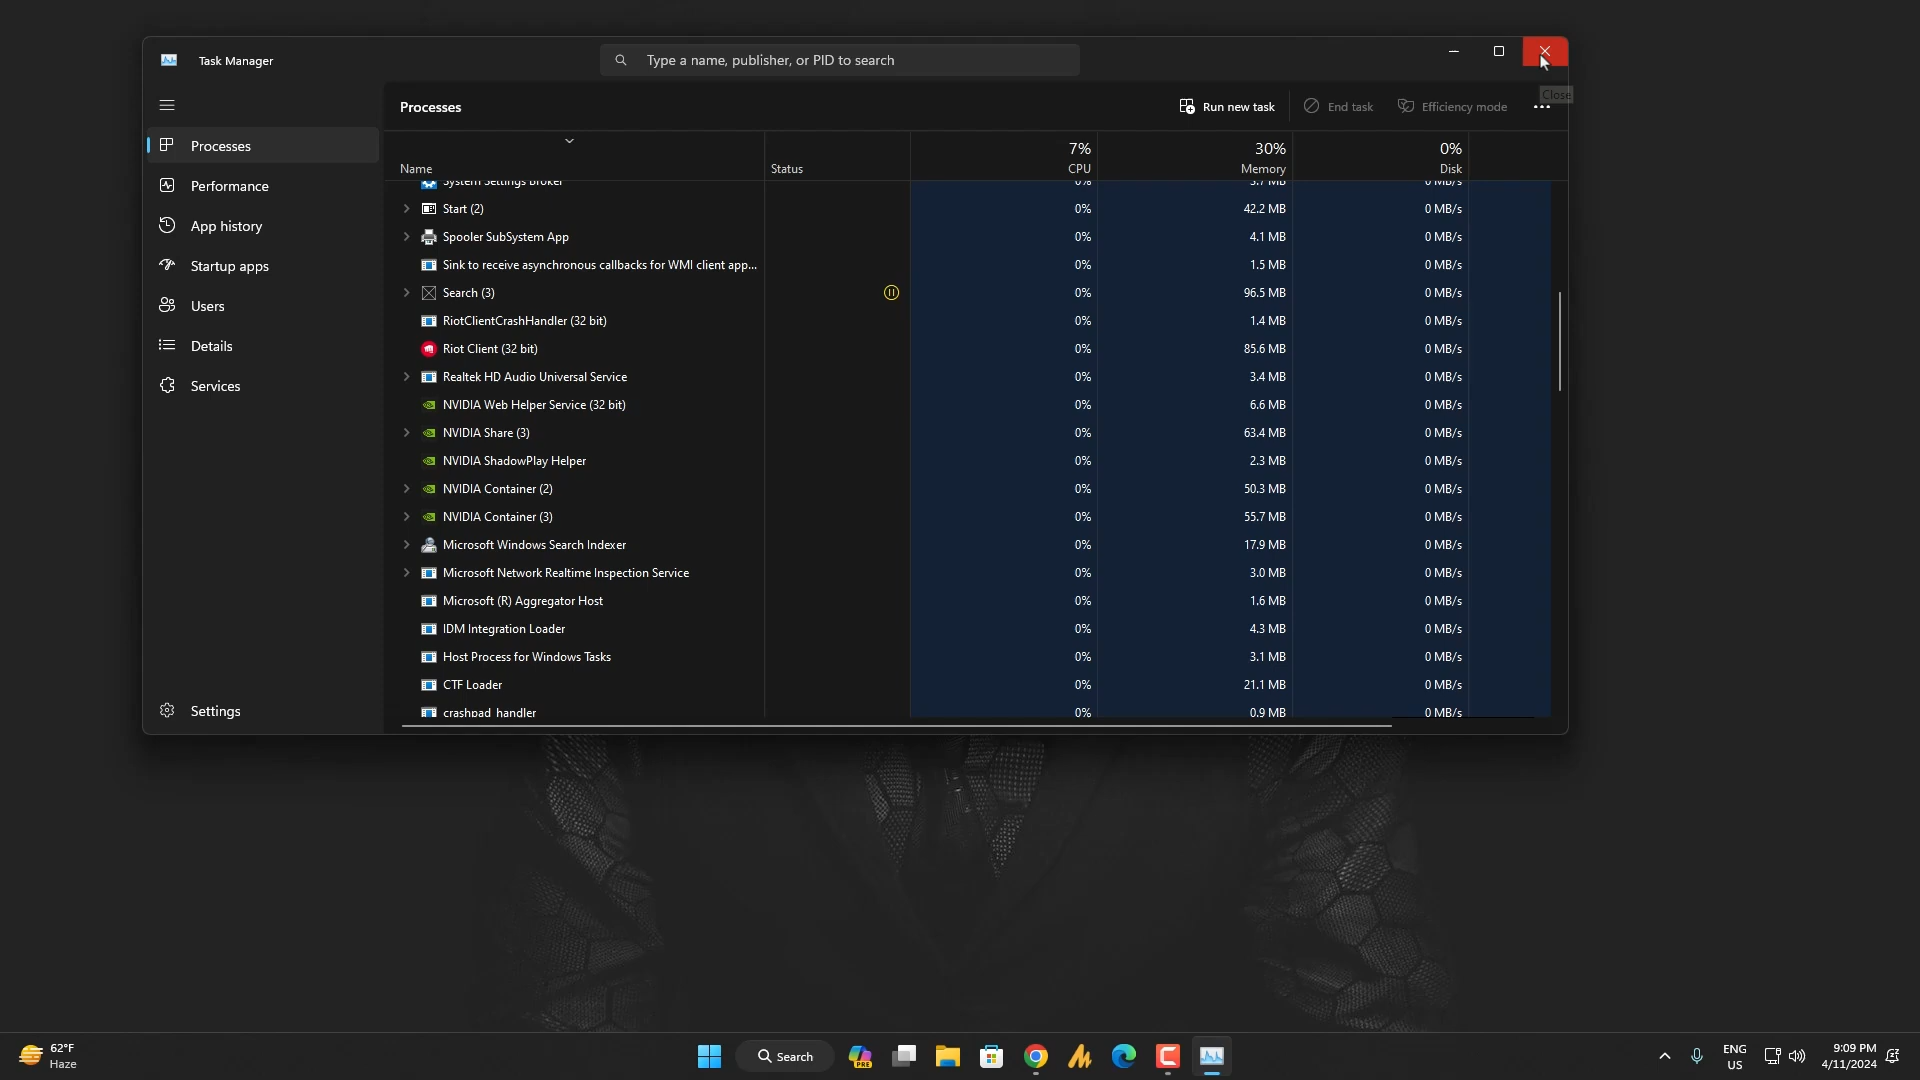 Task Manager
Type a name, publisher, or PID to search
Close
Processes
Run new task
End task
Efficiency mode
Processes
Performance
App history
Startup apps
Users
Details
Services
Settings
7% 30% 0%
Name Status CPU Memory Disk
System Settings Broker 0% 3.7 MB 0 MB/s
Start (2) 0% 42.2 MB 0 MB/s
Spooler SubSystem App 0% 4.1 MB 0 MB/s
Sink to receive asynchronous callbacks for WMI client app... 0% 1.5 MB 0 MB/s
Search (3) 0% 96.5 MB 0 MB/s
RiotClientCrashHandler (32 bit) 0% 1.4 MB 0 MB/s
Riot Client (32 bit) 0% 85.6 MB 0 MB/s
Realtek HD Audio Universal Service 0% 3.4 MB 0 MB/s
NVIDIA Web Helper Service (32 bit) 0% 6.6 MB 0 MB/s
NVIDIA Share (3) 0% 63.4 MB 0 MB/s
NVIDIA ShadowPlay Helper 0% 2.3 MB 0 MB/s
NVIDIA Container (2) 0% 50.3 MB 0 MB/s
NVIDIA Container (3) 0% 55.7 MB 0 MB/s
Microsoft Windows Search Indexer 0% 17.9 MB 0 MB/s
Microsoft Network Realtime Inspection Service 0% 3.0 MB 0 MB/s
Microsoft (R) Aggregator Host 0% 1.6 MB 0 MB/s
IDM Integration Loader 0% 4.3 MB 0 MB/s
Host Process for Windows Tasks 0% 3.1 MB 0 MB/s
CTF Loader 0% 21.1 MB 0 MB/s
crashpad_handler 0% 0.9 MB 0 MB/s
62°F
Haze
Search
PRE
ENG
US
9:09 PM
4/11/2024